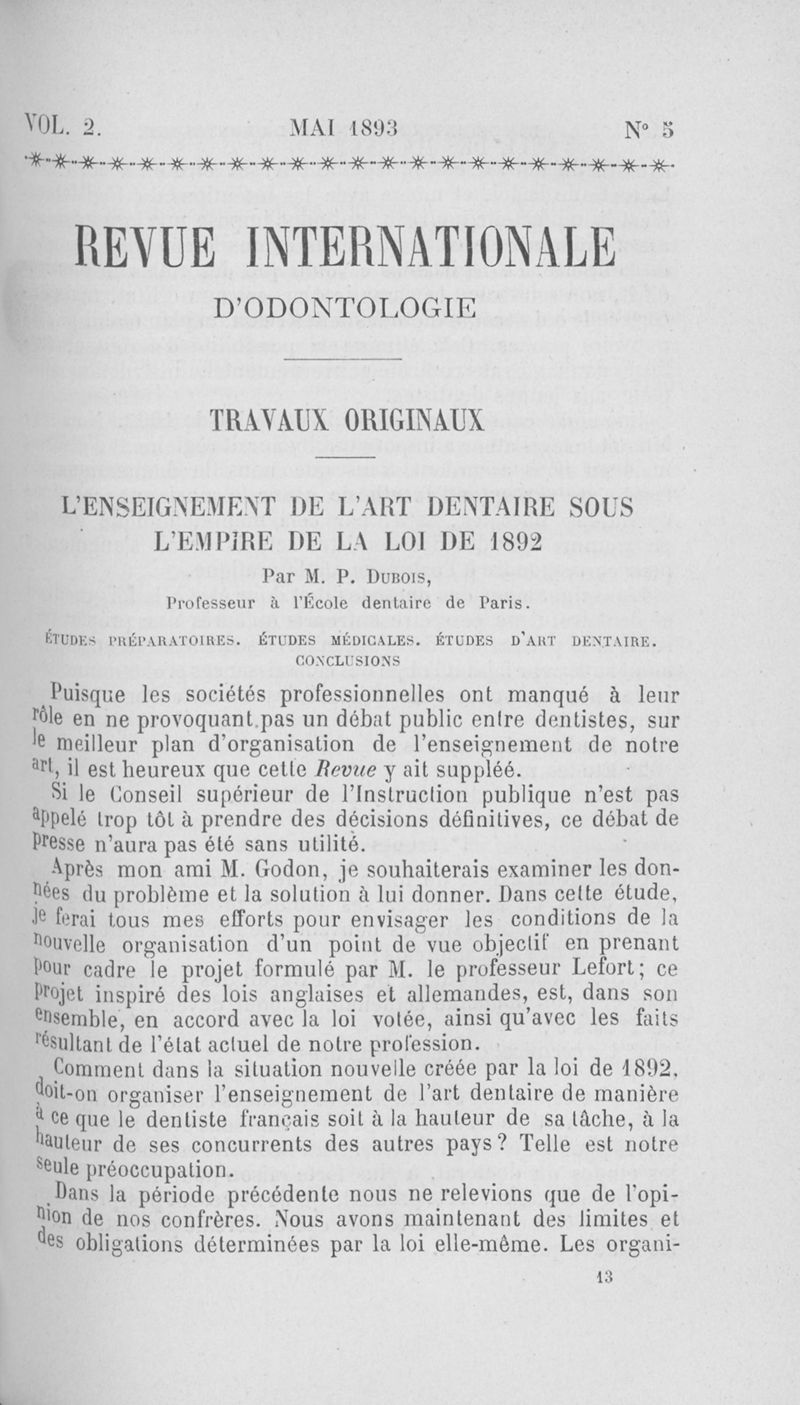 VOL. 2. MAI 1893 N° 5
REVUE INTERNATIONALE
D'ODONTOLOGIE
TRAVAUX ORIGINAUX
L'ENSEIGNEMENT DE L'ART DENTAIRE SOUS
L'EMPIRE DE LA LOI DE 1892
Par M. P. DUBOIS,
Professeur à l'École dentaire de Paris.
ÉTUDES PRÉPARATOIRES. ÉTUDES MÉDICALES. ÉTUDES D'ART DENTAIRE.
CONCLUSIONS
Puisque les sociétés professionnelles ont manqué à leur
rôle en ne provoquant pas un débat public entre dentistes, sur
le meilleur plan d'organisation de l'enseignement de notre
art, il est heureux que cette Revue y ait suppléé.
Si le Conseil supérieur de l'Instruction publique n'est pas
appelé trop tôt à prendre des décisions définitives, ce débat de
presse n'aura pas été sans utilité.
Après mon ami M. Godon, je souhaiterais examiner les don-
nées du problème et la solution à lui donner. Dans cette étude,
je ferai tous mes efforts pour envisager les conditions de la
nouvelle organisation d'un point de vue objectif en prenant
pour cadre le projet formulé par M. le professeur Lefort; ce
projet inspiré des lois anglaises et allemandes, est, dans son
ensemble, en accord avec la loi votée, ainsi qu'avec les faits
résultant de l'état actuel de notre profession.
Comment dans la situation nouvelle créée par la loi de 1892,
doit-on organiser l'enseignement de l'art dentaire de manière
à ce que le dentiste français soit à la hauteur de sa tâche, à la
hauteur de ses concurrents des autres pays? Telle est notre
seule préoccupation.
Dans la période précédente nous ne relevions que de l'opi-
nion de nos confrères. Nous avons maintenant des limites et
des obligations déterminées par la loi elle-même. Les organi-
13